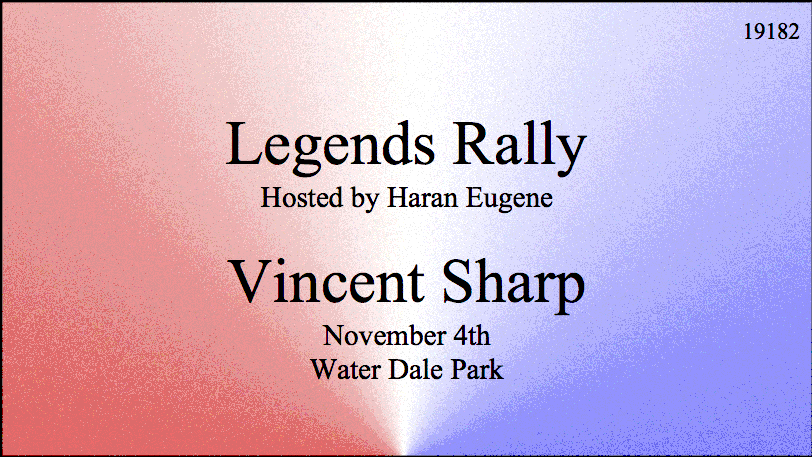 19182
Legends Rally
Hosted by Haran Eugene
Vincent Sharp
November 4th
Water Dale Park